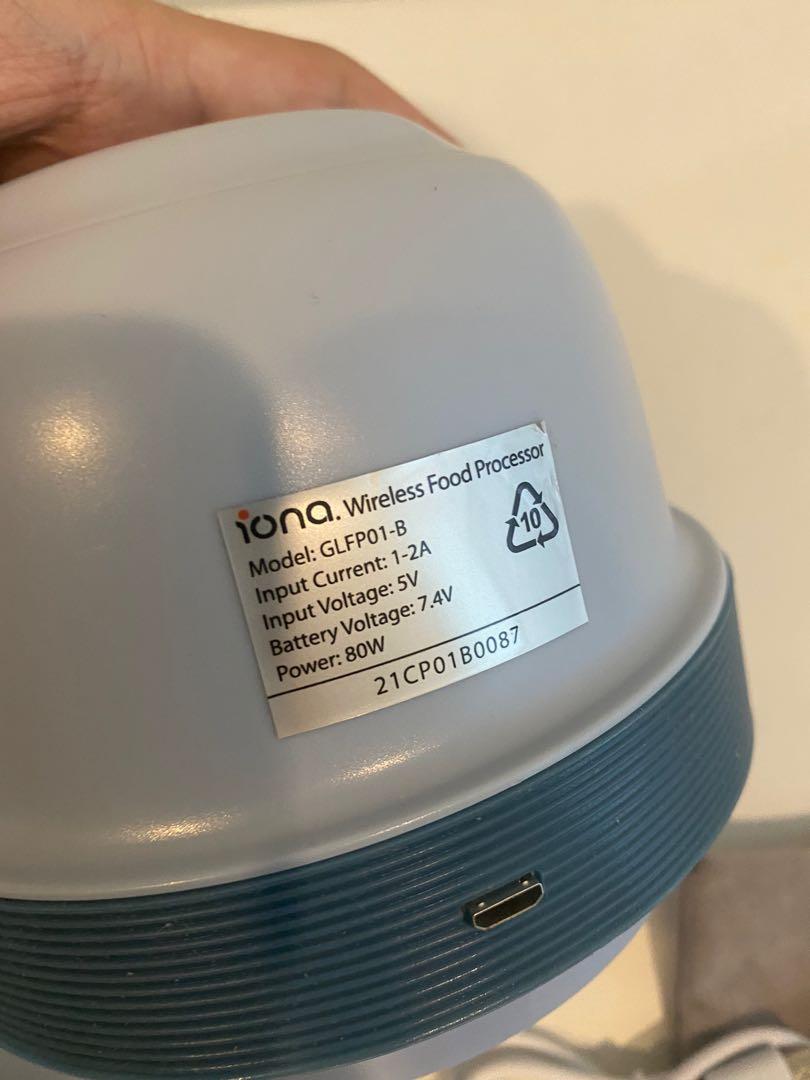 iona. Wireless Food Processor
Model: GLFP01-B
Input Current: 1-2A
Input Voltage: 5V
Battery Voltage: 7.4V
Power: 80W
10
21CP01B0087